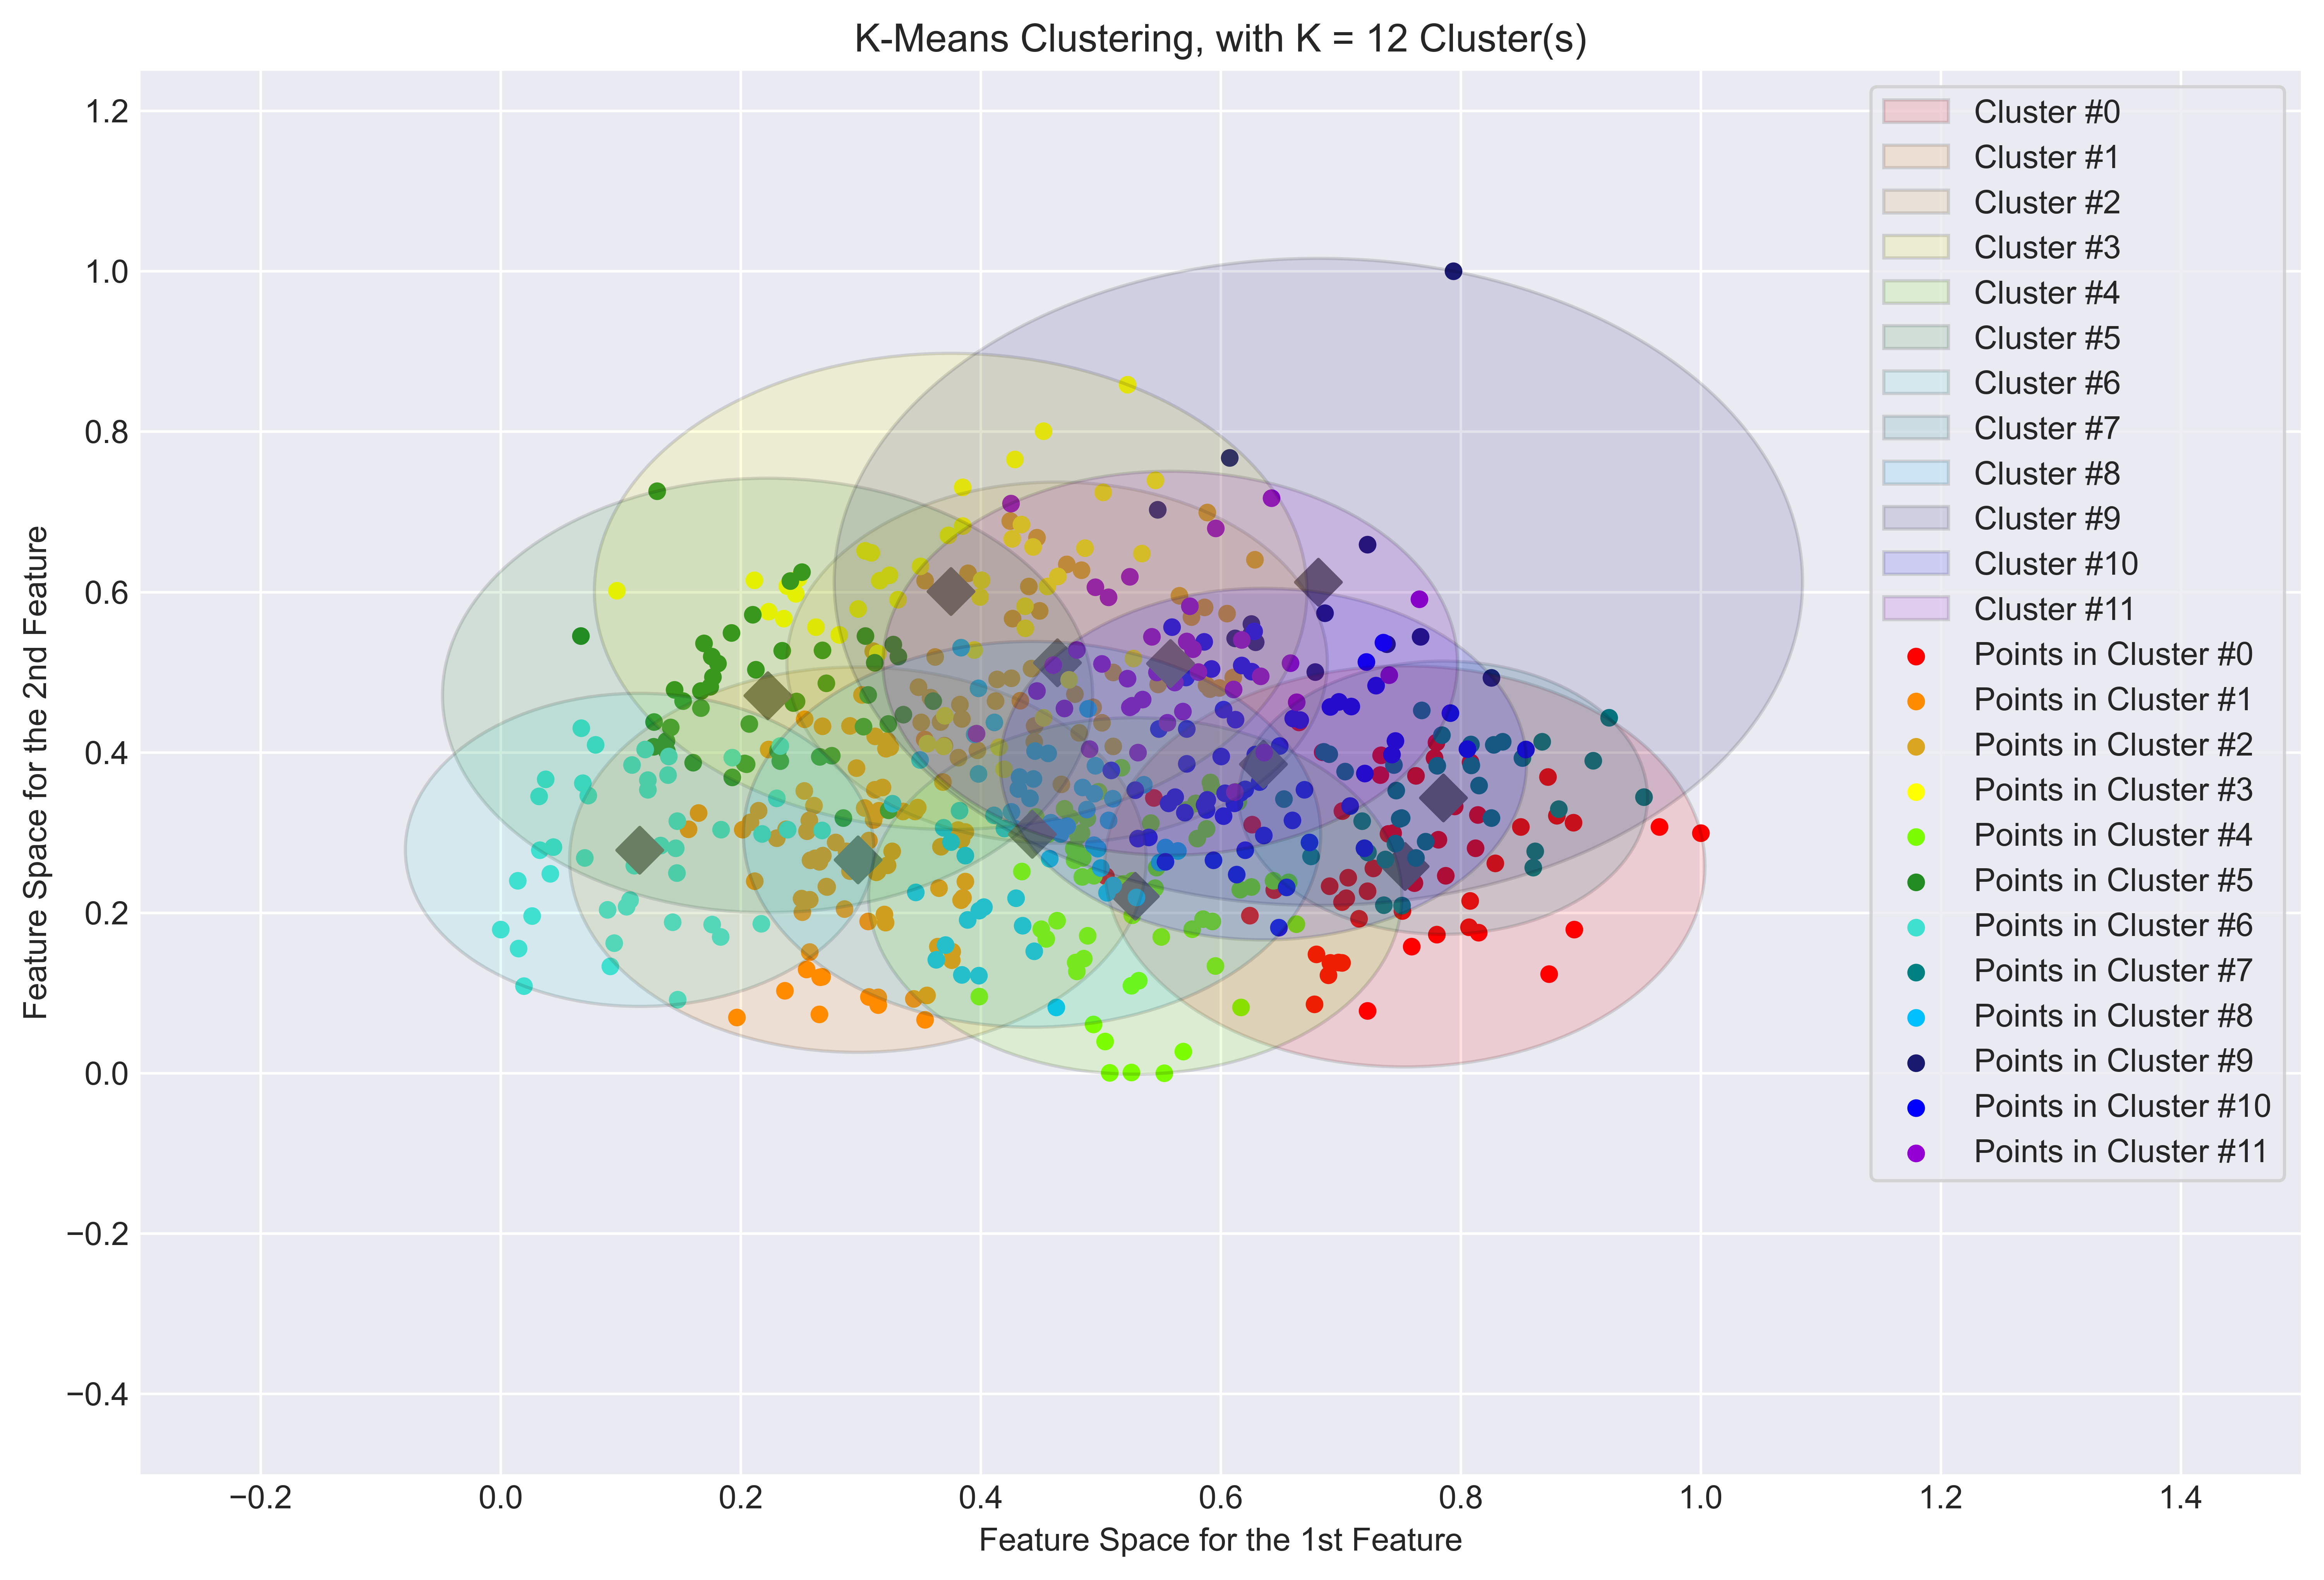 K-Means Clustering, with K = 12 Cluster(s)
1.2
1.0
0.8
0.6
0.4
0.2
0.0
−0.2
−0.4
Feature Space for the 2nd Feature
−0.2
0.0
0.2
0.4
0.6
0.8
1.0
1.2
1.4
Feature Space for the 1st Feature
Cluster #0
Cluster #1
Cluster #2
Cluster #3
Cluster #4
Cluster #5
Cluster #6
Cluster #7
Cluster #8
Cluster #9
Cluster #10
Cluster #11
Points in Cluster #0
Points in Cluster #1
Points in Cluster #2
Points in Cluster #3
Points in Cluster #4
Points in Cluster #5
Points in Cluster #6
Points in Cluster #7
Points in Cluster #8
Points in Cluster #9
Points in Cluster #10
Points in Cluster #11